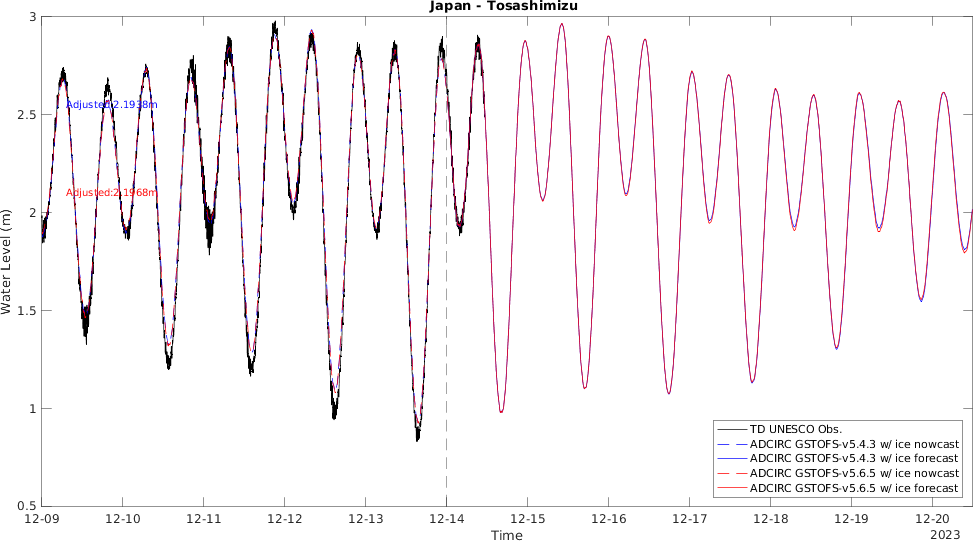 Japan - Tosashimizu
Water Level (m)
3
2.5
2
1.5
1
0.5
Adjusted:2.1938m
Adjusted:2.1968m
TD UNESCO Obs.
ADCIRC GSTOFS-v5.4.3 w/ ice nowcast
ADCIRC GSTOFS-v5.4.3 w/ ice forecast
ADCIRC GSTOFS-v5.6.5 w/ ice nowcast
ADCIRC GSTOFS-v5.6.5 w/ ice forecast
12-09 12-10 12-11 12-12 12-13 12-14 12-15 12-16 12-17 12-18 12-19 12-20
Time
2023